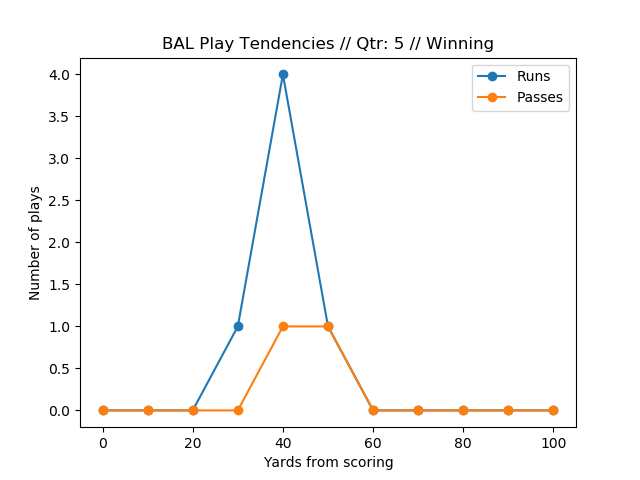 BAL Play Tendencies // Qtr: 5 // Winning
Runs
Passes
Number of plays
4.0
3.5
3.0
2.5
2.0
1.5
1.0
0.5
0.0
0 20 40 60 80 100
Yards from scoring